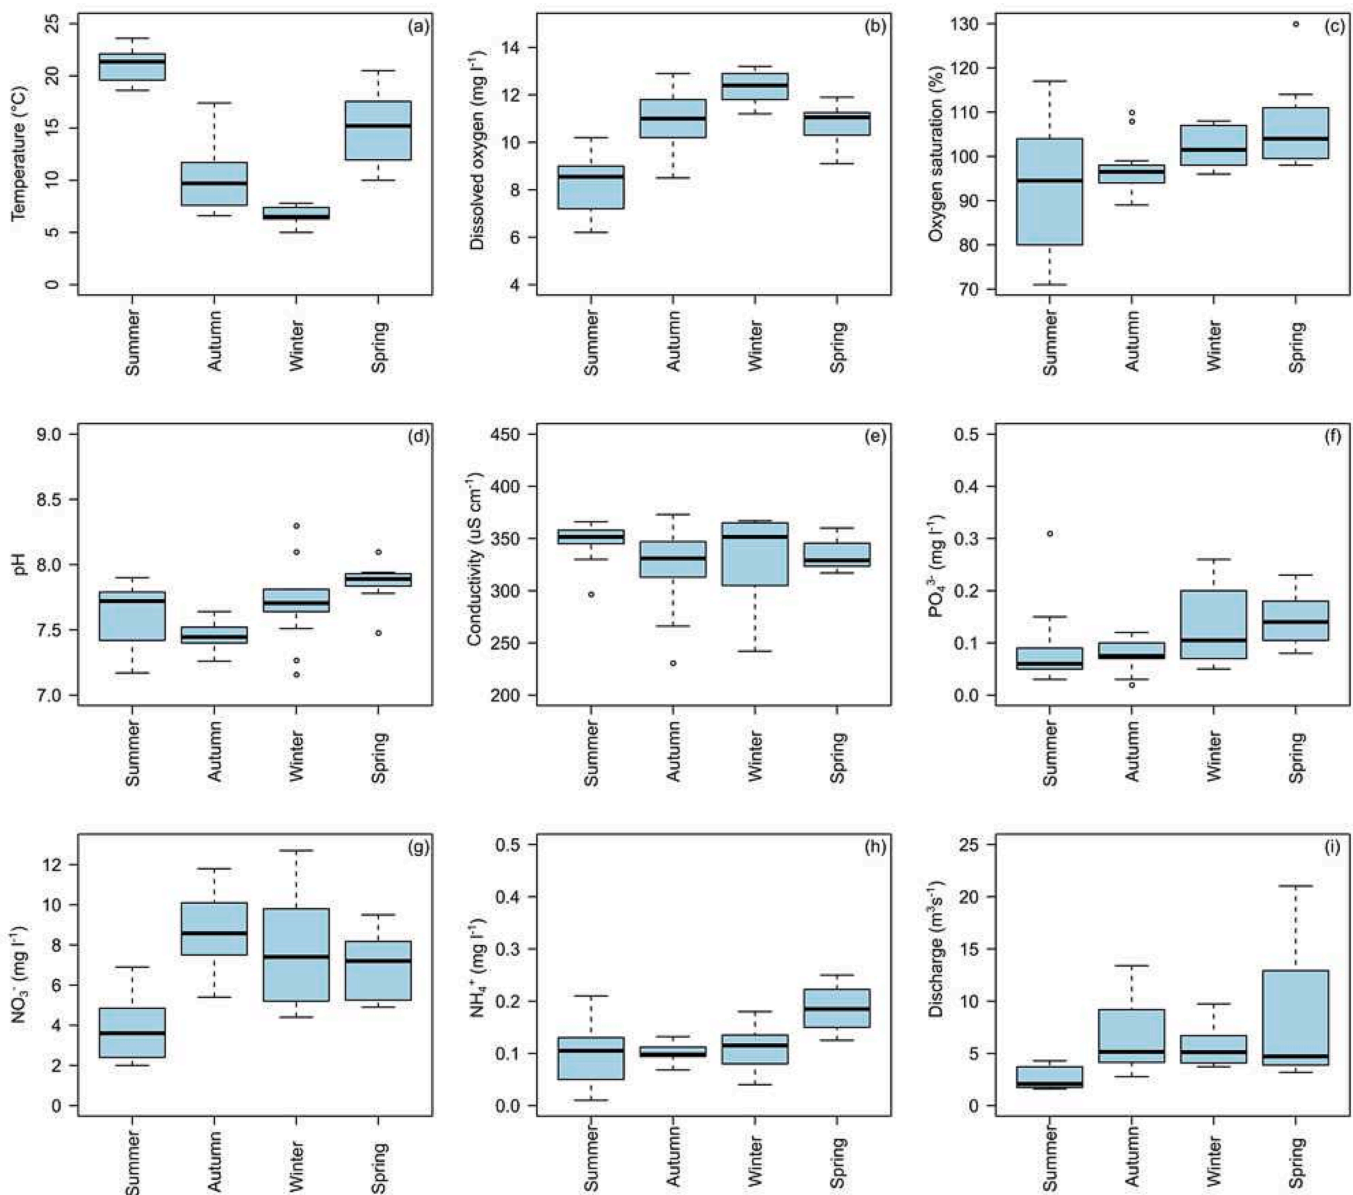 (a)
Temperature (°C)
25
20
15
10
5
0
Summer
Autumn
Winter
Spring
(b)
Dissolved oxygen (mg l⁻¹)
14
12
10
8
6
4
Summer
Autumn
Winter
Spring
(c)
Oxygen saturation (%)
130
120
110
100
90
80
70
Summer
Autumn
Winter
Spring
(d)
pH
9.0
8.5
8.0
7.5
7.0
Summer
Autumn
Winter
Spring
(e)
Conductivity (uS cm⁻¹)
450
400
350
300
250
200
Summer
Autumn
Winter
Spring
(f)
PO₄³⁻ (mg l⁻¹)
0.5
0.4
0.3
0.2
0.1
0.0
Summer
Autumn
Winter
Spring
(g)
NO₃⁻ (mg l⁻¹)
12
10
8
6
4
2
0
Summer
Autumn
Winter
Spring
(h)
NH₄⁺ (mg l⁻¹)
0.5
0.4
0.3
0.2
0.1
0.0
Summer
Autumn
Winter
Spring
(i)
Discharge (m³s⁻¹)
25
20
15
10
5
0
Summer
Autumn
Winter
Spring